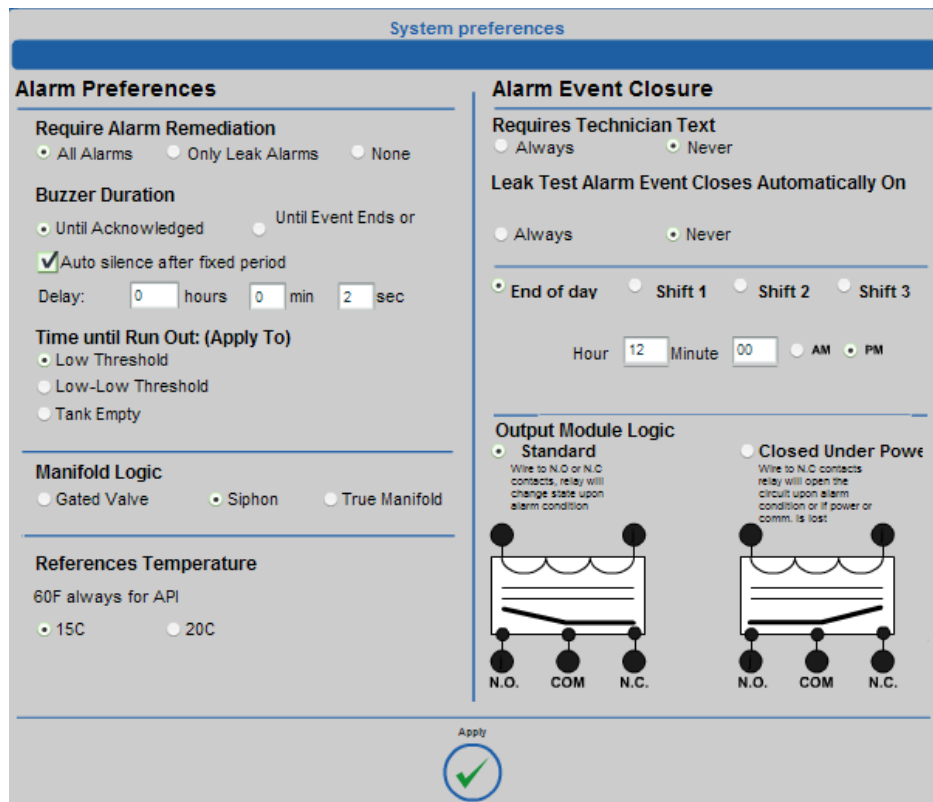 System preferences
Alarm Preferences
Require Alarm Remediation
All Alarms Only Leak Alarms None
Buzzer Duration
Until Acknowledged Until Event Ends or
Auto silence after fixed period
Delay: 0 hours 0 min 2 sec
Time until Run Out: (Apply To)
Low Threshold
Low-Low Threshold
Tank Empty
Manifold Logic
Gated Valve Siphon True Manifold
References Temperature
60F always for API
15C 20C
Alarm Event Closure
Requires Technician Text
Always Never
Leak Test Alarm Event Closes Automatically On
Always Never
End of day Shift 1 Shift 2 Shift 3
Hour 12 Minute 00 AM PM
Output Module Logic
Standard
Wire to N.O or N.C
contacts, relay will
change state upon
alarm condition
N.O. COM N.C.
Closed Under Powe
Wire to N.C contacts
relay will open the
circuit upon alarm
condition or if power or
comm. is lost
N.O. COM N.C.
Apply